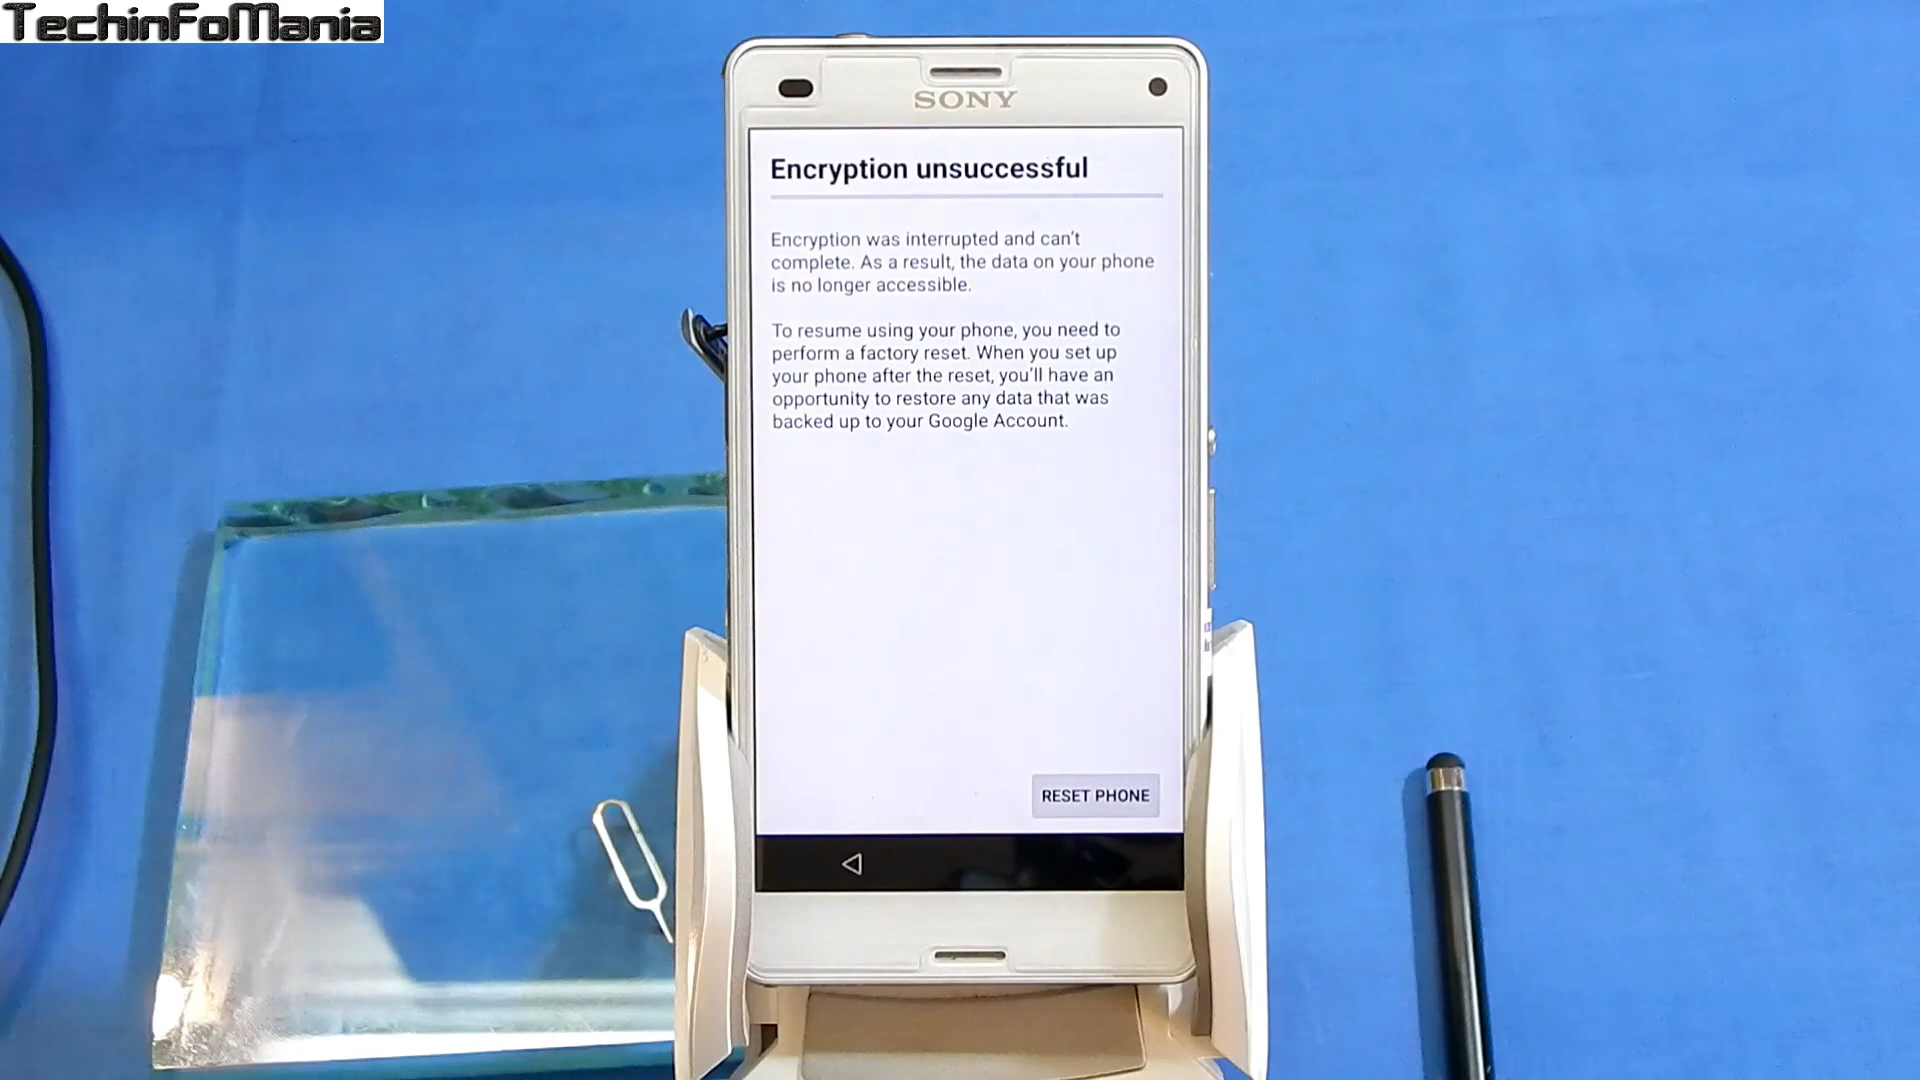 TechinFoMania
SONY
Encryption unsuccessful
Encryption was interrupted and can't
complete. As a result, the data on your phone
is no longer accessible.
To resume using your phone, you need to
perform a factory reset. When you set up
your phone after the reset, you'll have an
opportunity to restore any data that was
backed up to your Google Account.
RESET PHONE